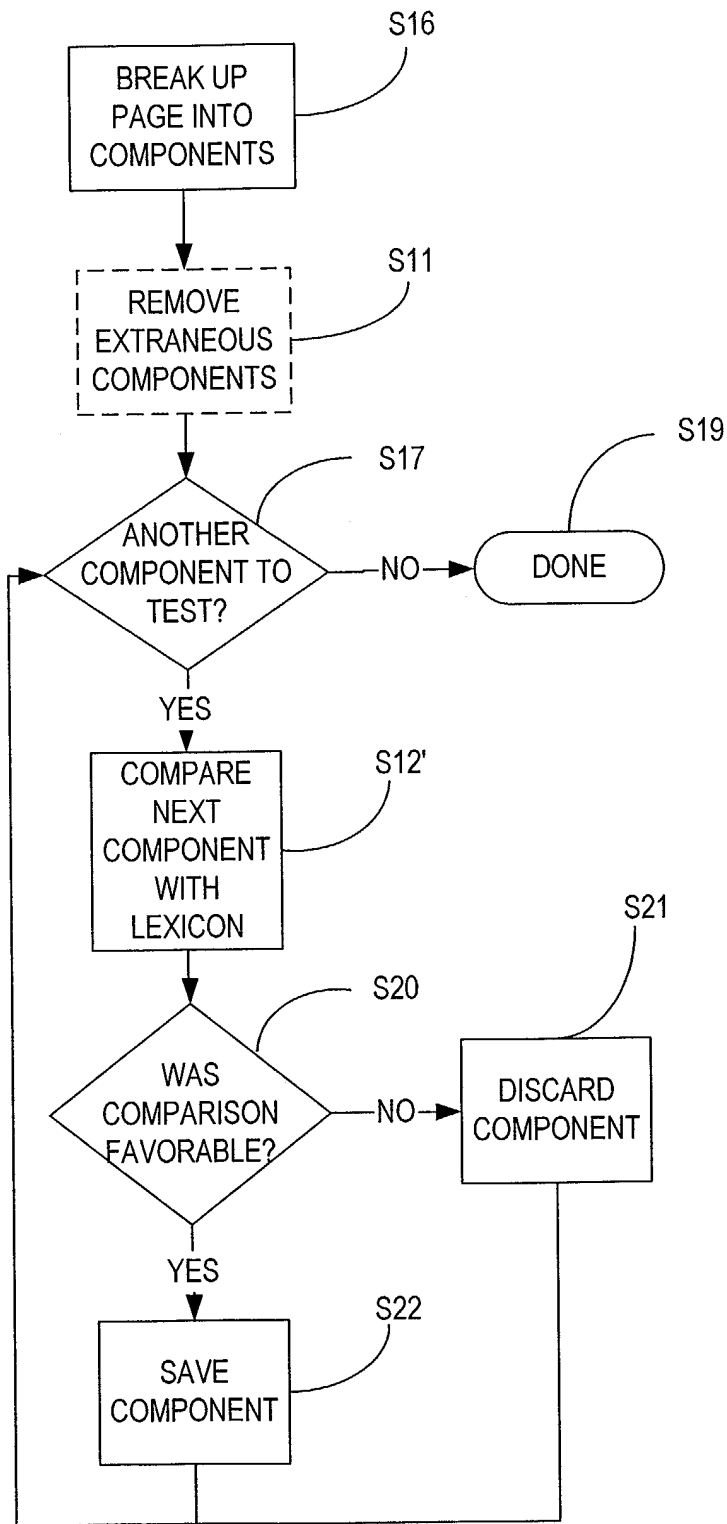 S16
BREAK UP
PAGE INTO
COMPONENTS
S11
REMOVE
EXTRANEOUS
COMPONENTS
S17
S19
ANOTHER
COMPONENT TO
TEST?
NO
DONE
YES
S12'
COMPARE
NEXT
COMPONENT
WITH
LEXICON
S21
S20
WAS
COMPARISON
FAVORABLE?
NO
DISCARD
COMPONENT
YES
S22
SAVE
COMPONENT